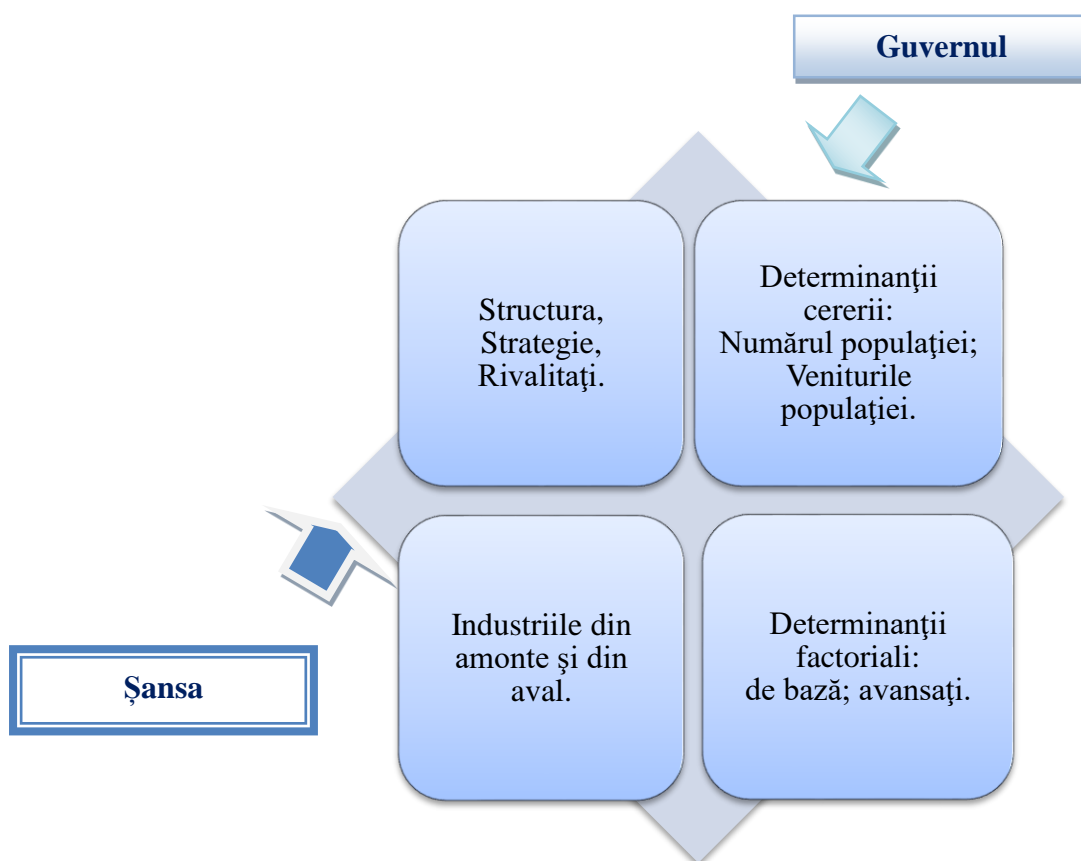 Guvernul
Structura,
Strategie,
Rivalitaţi.
Determinanţii
cererii:
Numărul populaţiei;
Veniturile
populaţiei.
Industriile din
amonte şi din
aval.
Determinanţii
factoriali:
de bază; avansaţi.
Șansa